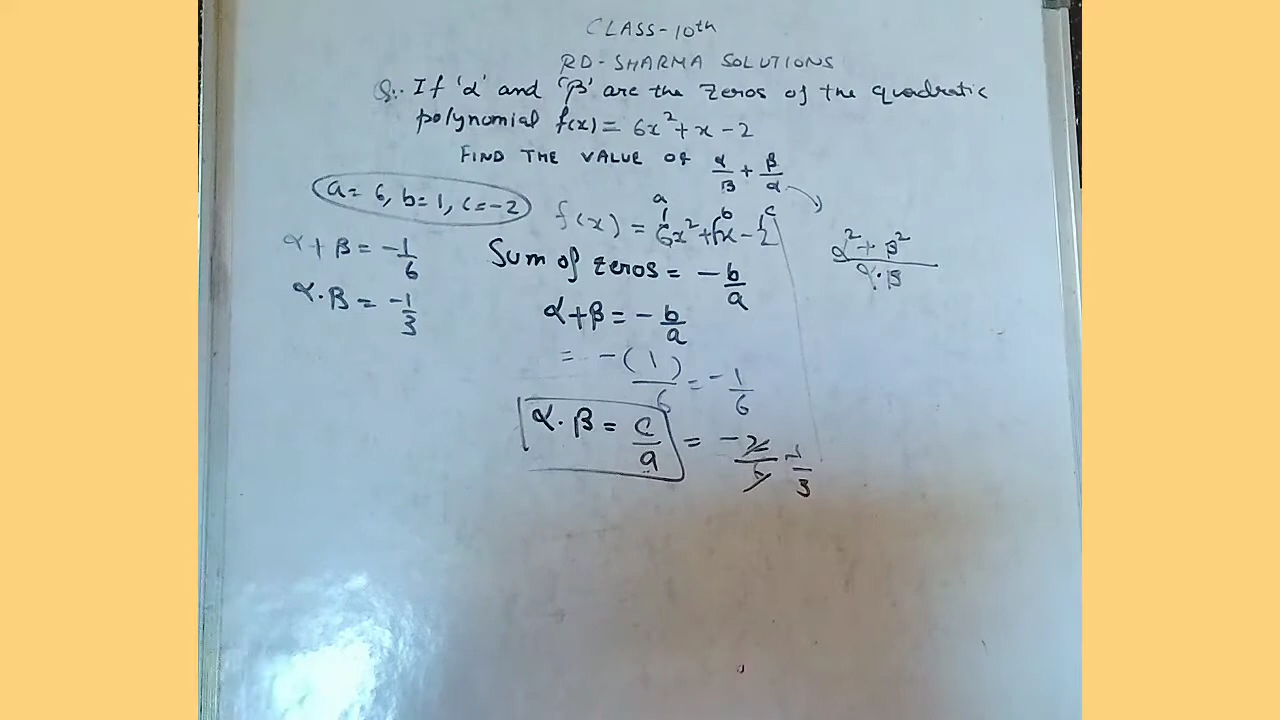 CLASS-10th
RD-SHARMA SOLUTIONS
Q:. If 'α' and 'β' are the zeros of the quadratic
polynomial f(x) = 6x² + x - 2
FIND THE VALUE OF α/β + β/α
a = 6, b = 1, c = -2
a b c
f(x) = 6x² + 1x - 2
α² + β² / α·β
α + β = -1/6
Sum of zeros = -b/a
α·β = -1/3
α + β = -b/a
= -(1)/6 = -1/6
α·β = c/a = -2/6 -1/3